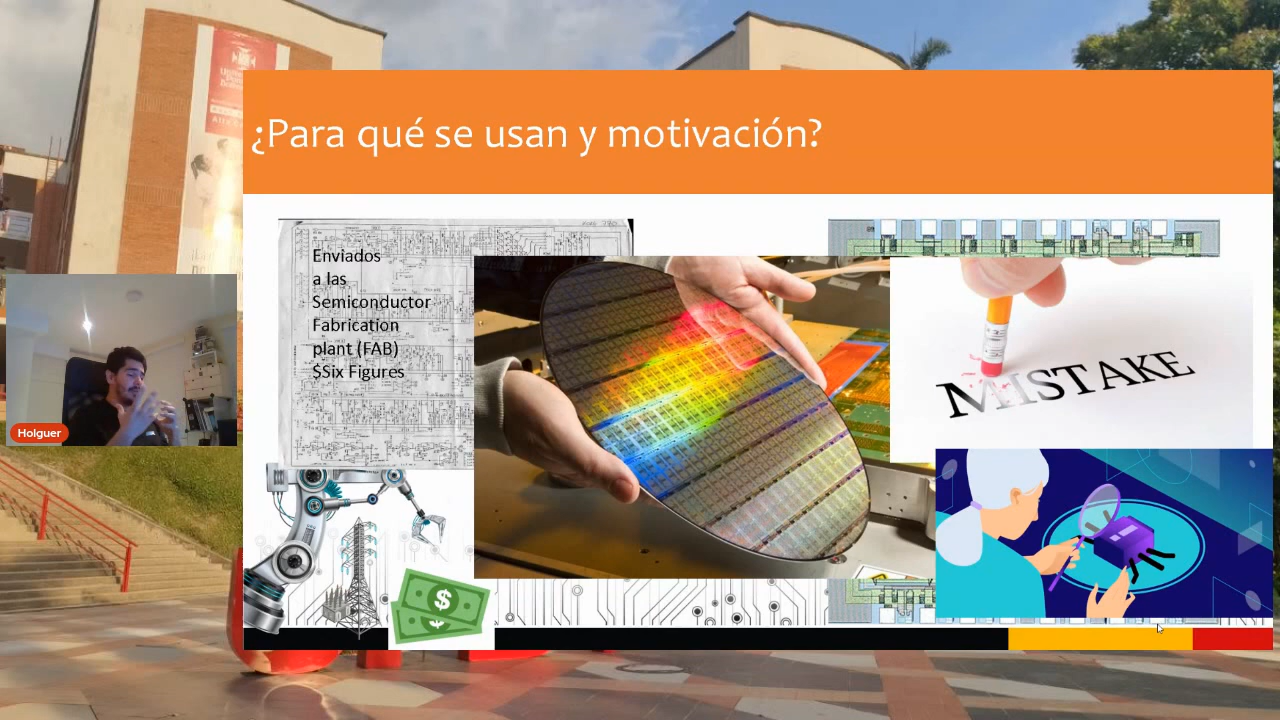 ¿Para qué se usan y motivación?
Enviados
a las
Semiconductor
Fabrication
plant (FAB)
$Six Figures
MISTAKE
$
Holguer